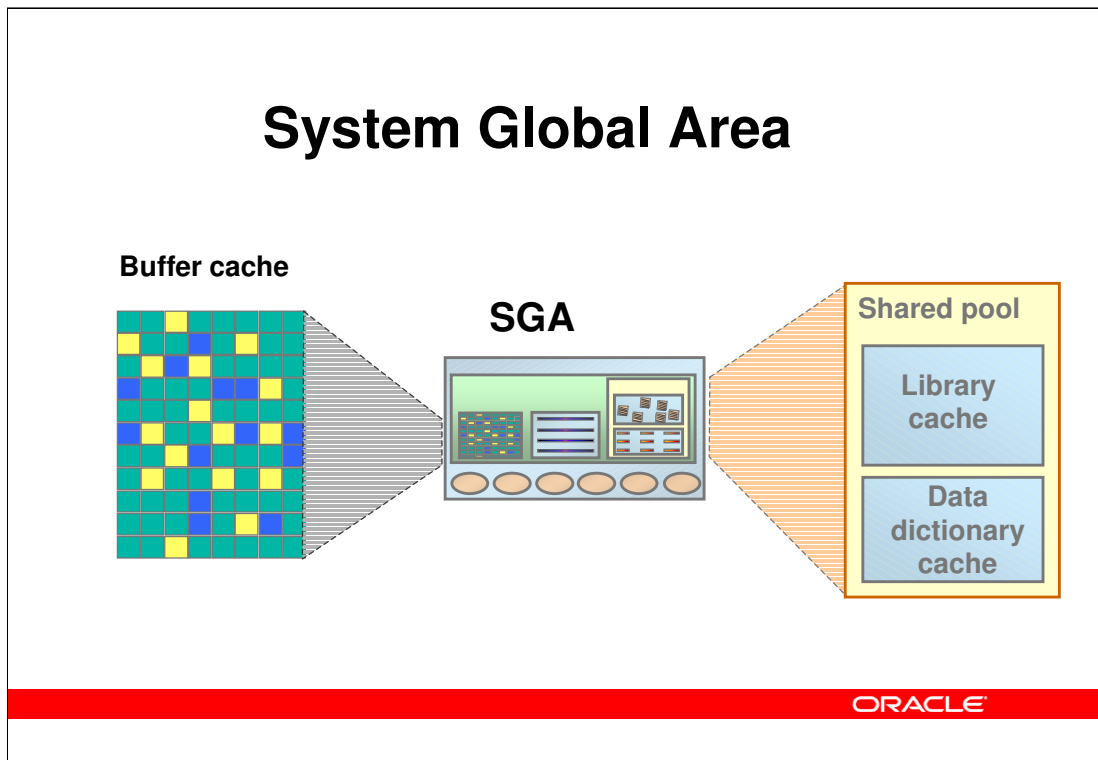 System Global Area
Buffer cache
SGA
Shared pool
Library
cache
Data
dictionary
cache
ORACLE